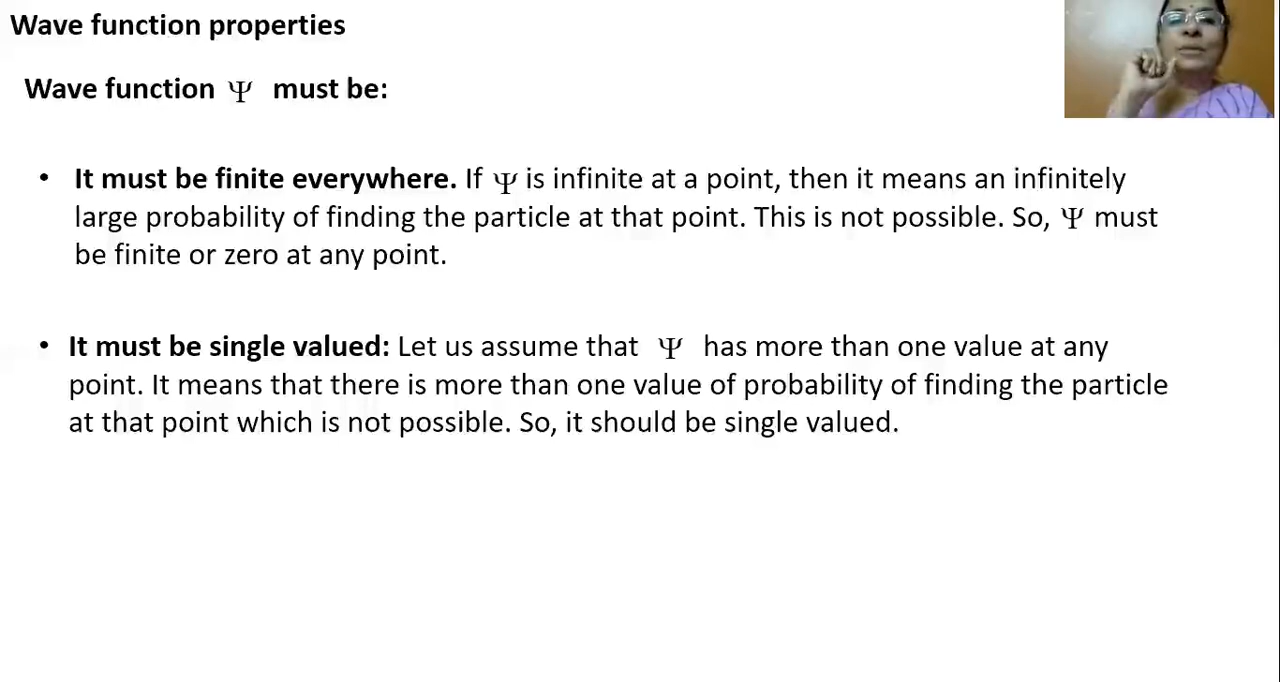 Wave function properties
Wave function Ψ must be:
• It must be finite everywhere. If Ψ is infinite at a point, then it means an infinitely
large probability of finding the particle at that point. This is not possible. So, Ψ must
be finite or zero at any point.
• It must be single valued: Let us assume that Ψ has more than one value at any
point. It means that there is more than one value of probability of finding the particle
at that point which is not possible. So, it should be single valued.